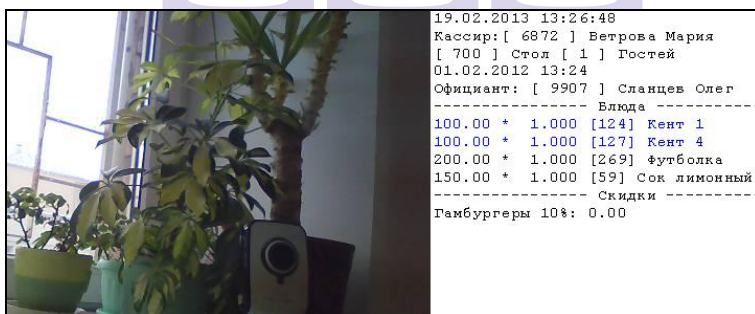 19.02.2013 13:26:48
Кассир:[ 6872 ] Ветрова Мария
[ 700 ] Стол [ 1 ] Гостей
01.02.2012 13:24
Официант: [ 9907 ] Сланцев Олег
---------------- Блюда ----------
100.00 *  1.000 [124] Кент 1
100.00 *  1.000 [127] Кент 4
200.00 *  1.000 [269] Футболка
150.00 *  1.000 [59] Сок лимонный
---------------- Скидки ---------
Гамбургеры 10%: 0.00